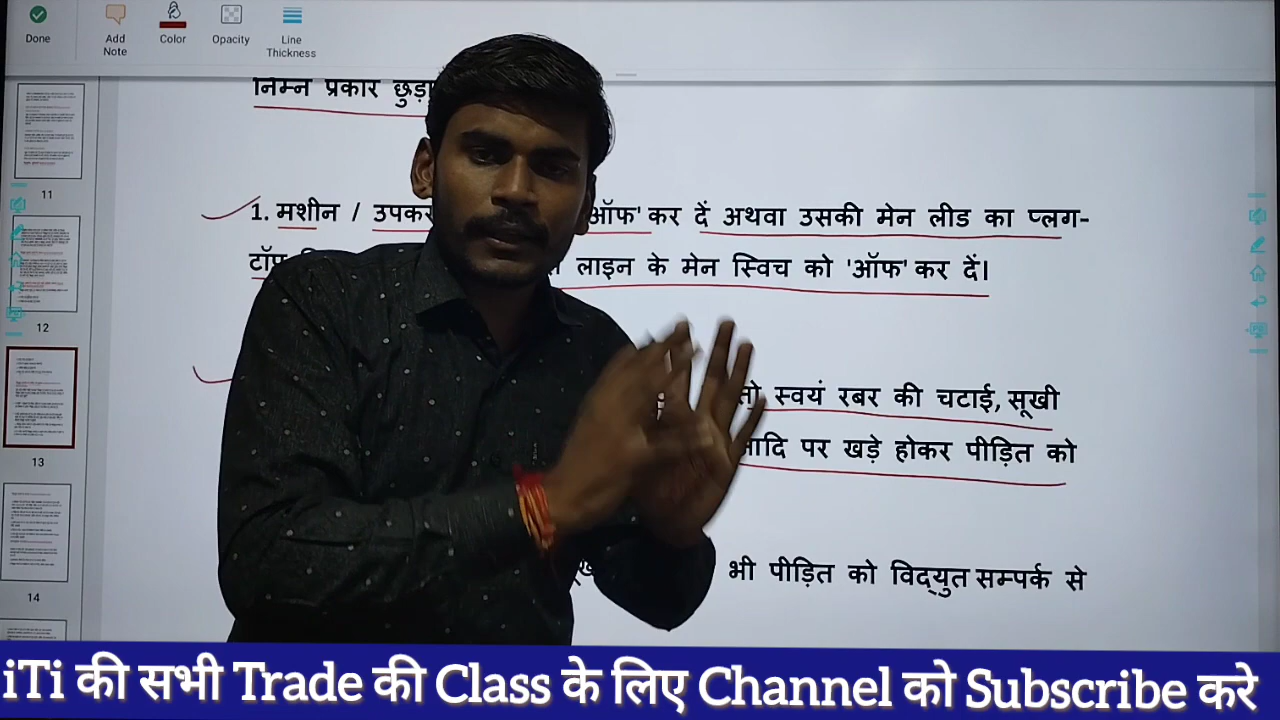 Done
Add Note
Color
Opacity
Line Thickness
निम्न प्रकार
11
1. मशीन / 'ऑफ' कर दें अथवा उसकी मेन लीड का प्लग-
टॉप लाइन के मेन स्विच को 'ऑफ' कर दें।
12
तो स्वयं रबर की चटाई, सूखी
आदि पर खड़े होकर पीड़ित को
13
भी पीड़ित को विद्युत सम्पर्क से
14
iTi की सभी Trade की Class के लिए Channel को Subscribe करे